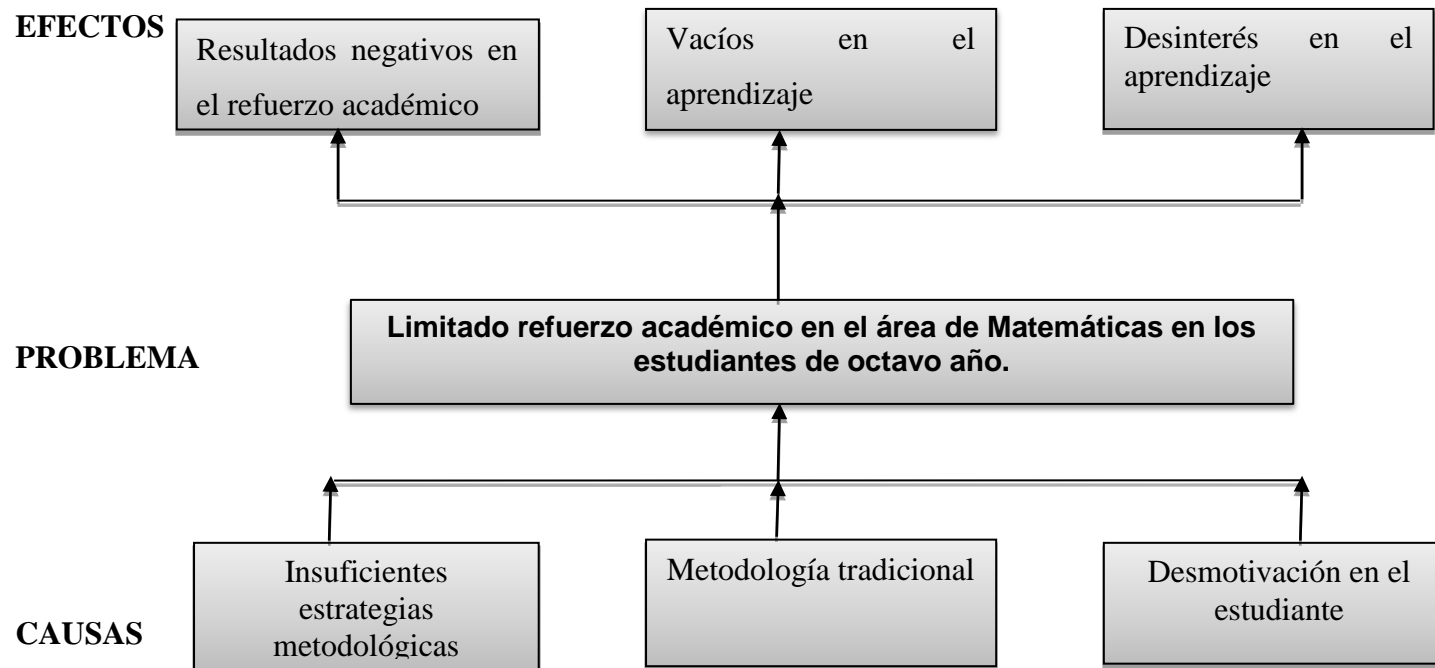 EFECTOS
Resultados negativos en
el refuerzo académico
Vacíos en el
aprendizaje
Desinterés en el
aprendizaje
PROBLEMA
Limitado refuerzo académico en el área de Matemáticas en los
estudiantes de octavo año.
CAUSAS
Insuficientes
estrategias
metodológicas
Metodología tradicional
Desmotivación en el
estudiante